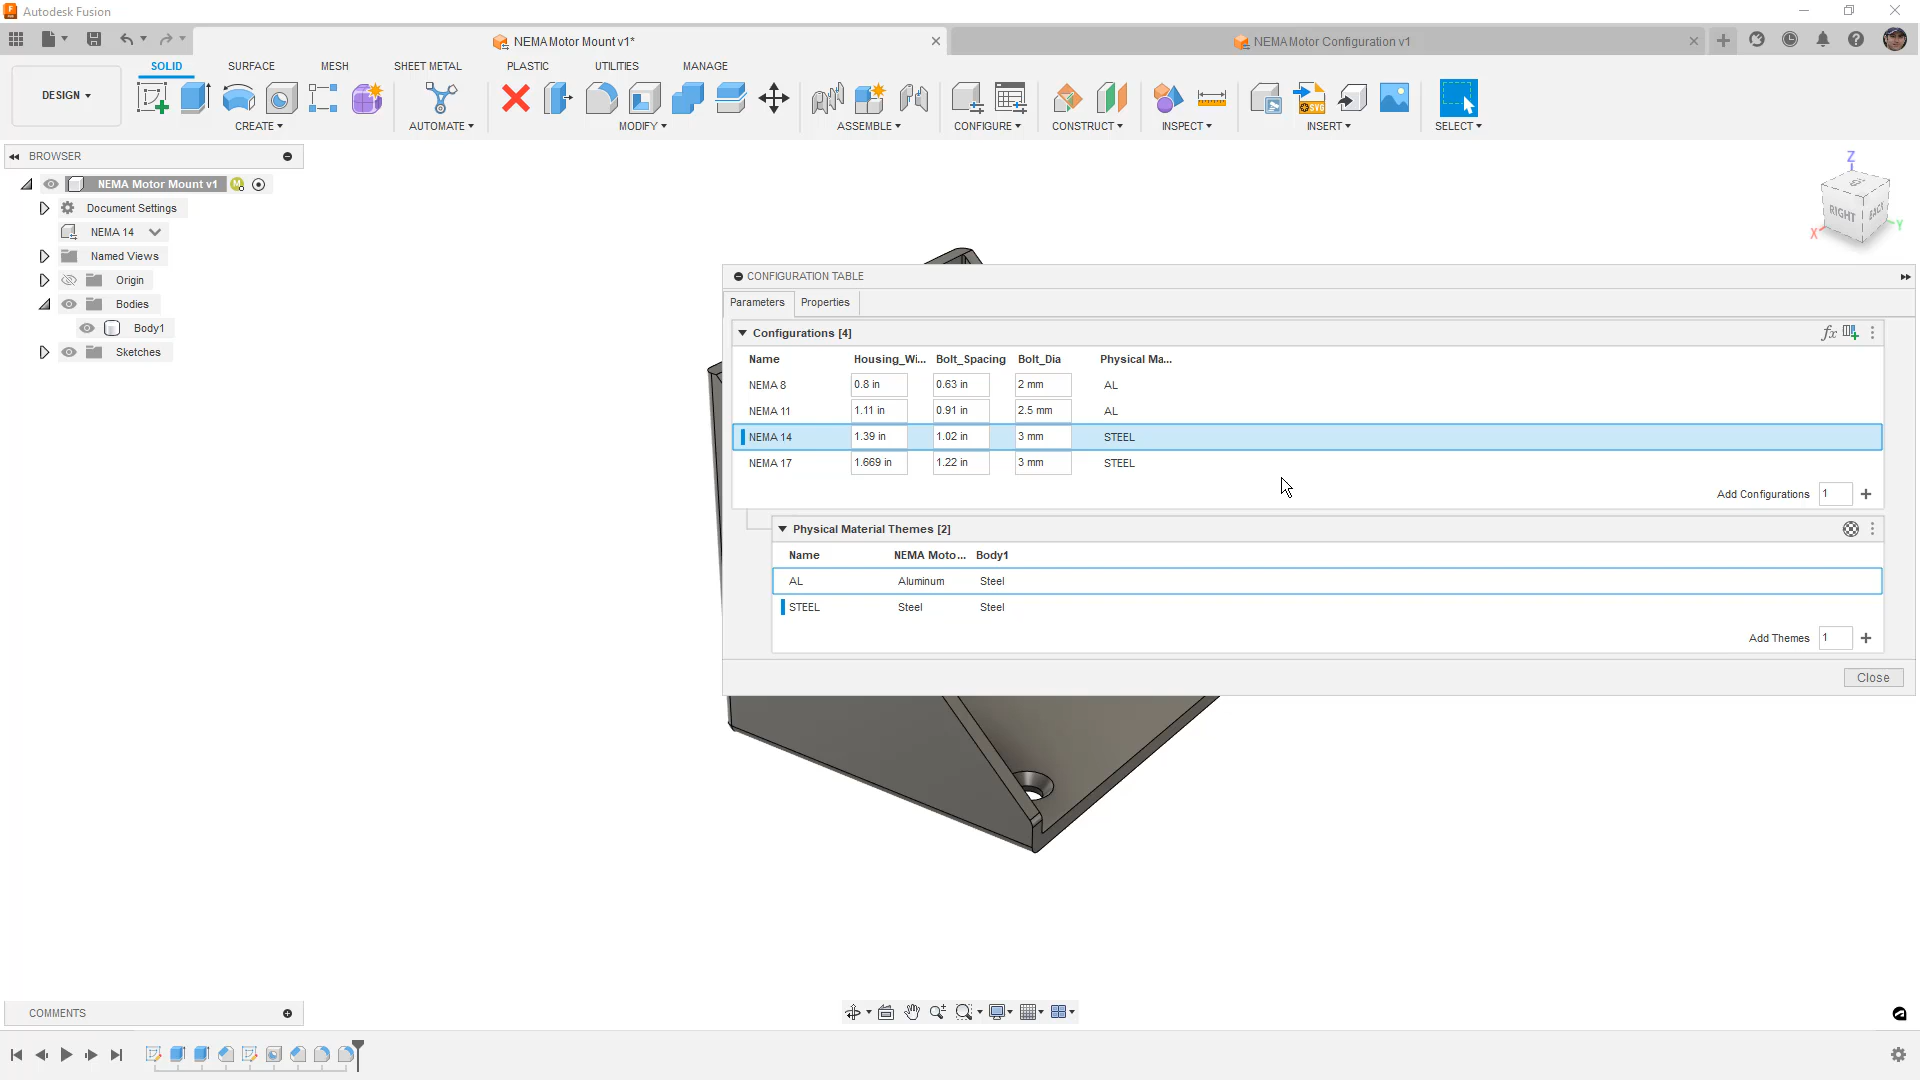 Autodesk Fusion
NEMA Motor Mount v1*
NEMA Motor Configuration v1
SOLID
SURFACE
MESH
SHEET METAL
PLASTIC
UTILITIES
MANAGE
DESIGN
CREATE
AUTOMATE
MODIFY
ASSEMBLE
CONFIGURE
CONSTRUCT
INSPECT
INSERT
SELECT
BROWSER
NEMA Motor Mount v1
Document Settings
NEMA 14
Named Views
Origin
Bodies
Body1
Sketches
Z
RIGHT
BACK
X
Y
CONFIGURATION TABLE
Parameters Properties
Configurations [4]
fx
Name Housing_Wi... Bolt_Spacing Bolt_Dia Physical Ma...
NEMA 8 0.8 in 0.63 in 2 mm AL
NEMA 11 1.11 in 0.91 in 2.5 mm AL
NEMA 14 1.39 in 1.02 in 3 mm STEEL
NEMA 17 1.669 in 1.22 in 3 mm STEEL
Add Configurations 1
Physical Material Themes [2]
Name NEMA Moto... Body1
AL Aluminum Steel
STEEL Steel Steel
Add Themes 1
Close
COMMENTS